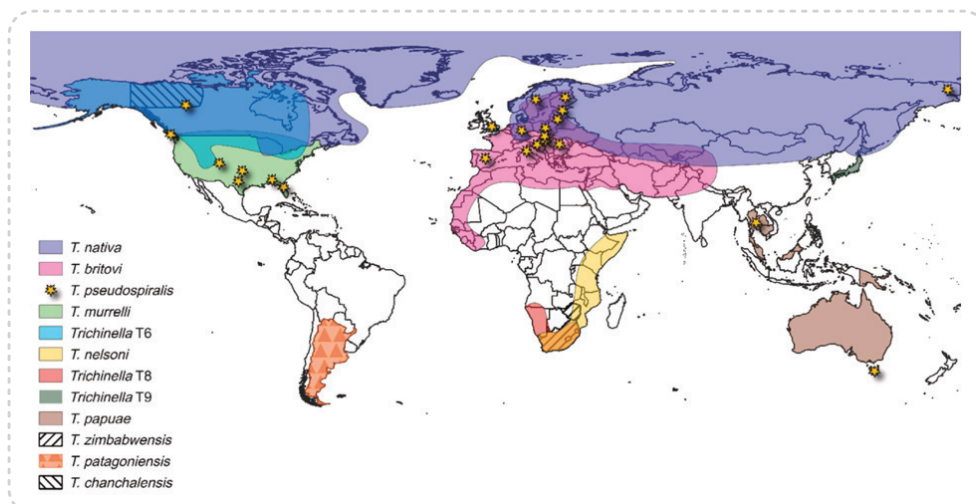 T. nativa
T. britovi
T. pseudospiralis
T. murrelli
Trichinella T6
T. nelsoni
Trichinella T8
Trichinella T9
T. papuae
T. zimbabwensis
T. patagoniensis
T. chanchalensis